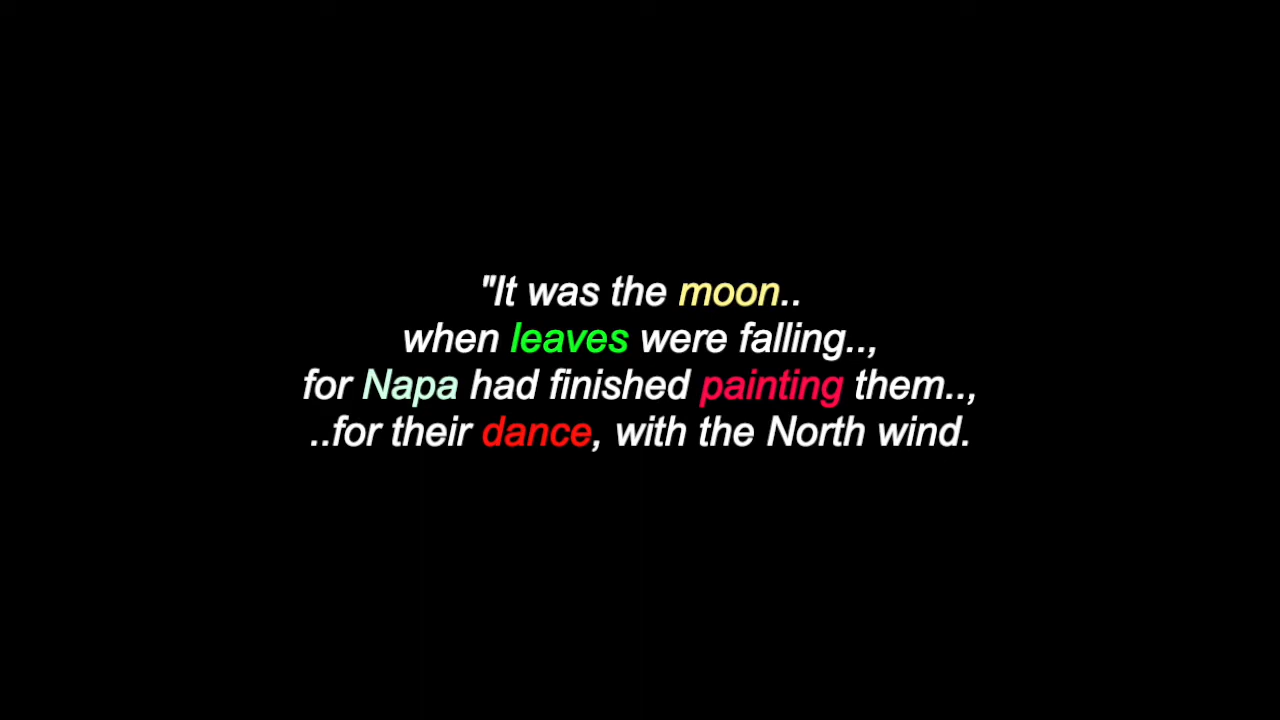 "It was the moon..
when leaves were falling..,
for Napa had finished painting them..,
..for their dance, with the North wind.